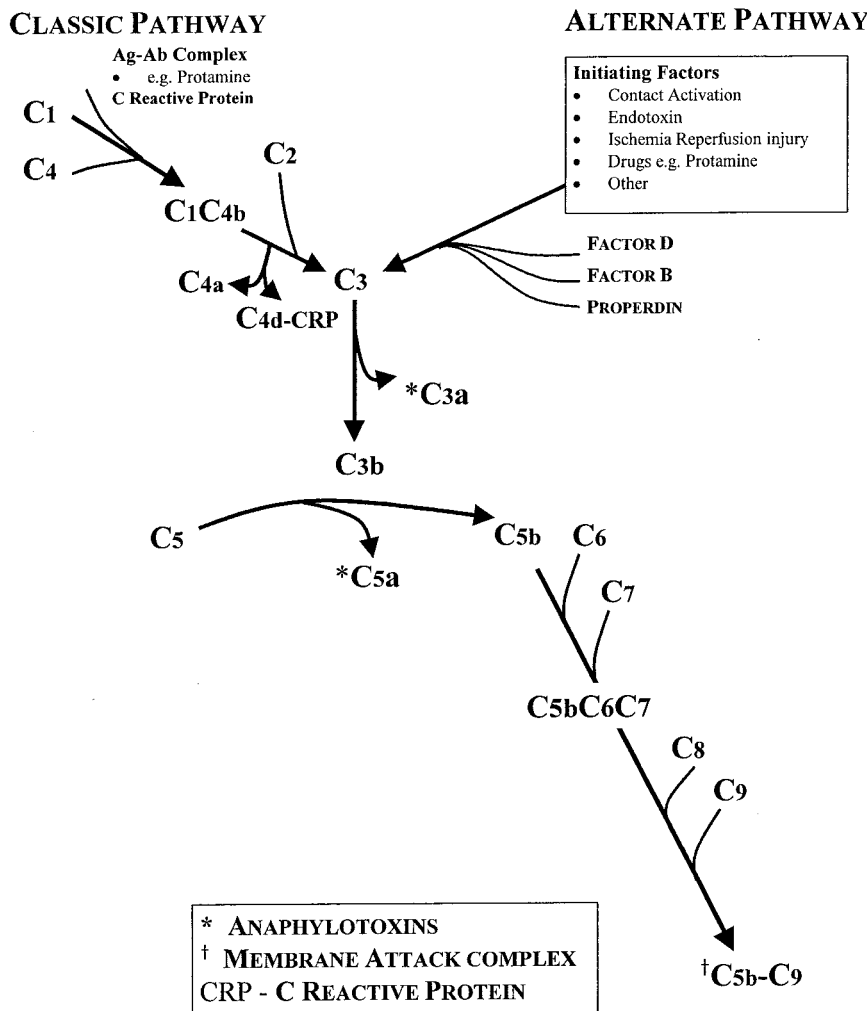 CLASSIC PATHWAY
Ag-Ab Complex
• e.g. Protamine
C Reactive Protein
ALTERNATE PATHWAY
Initiating Factors
• Contact Activation
• Endotoxin
• Ischemia Reperfusion injury
• Drugs e.g. Protamine
• Other
C1
C4
C2
C1C4b
FACTOR D
FACTOR B
PROPERDIN
C3
C4a
C4d-CRP
*C3a
C3b
C5
C5b
C6
*C5a
C7
C5bC6C7
C8
C9
* ANAPHYLOTOXINS
† MEMBRANE ATTACK COMPLEX
CRP - C REACTIVE PROTEIN
†C5b-C9